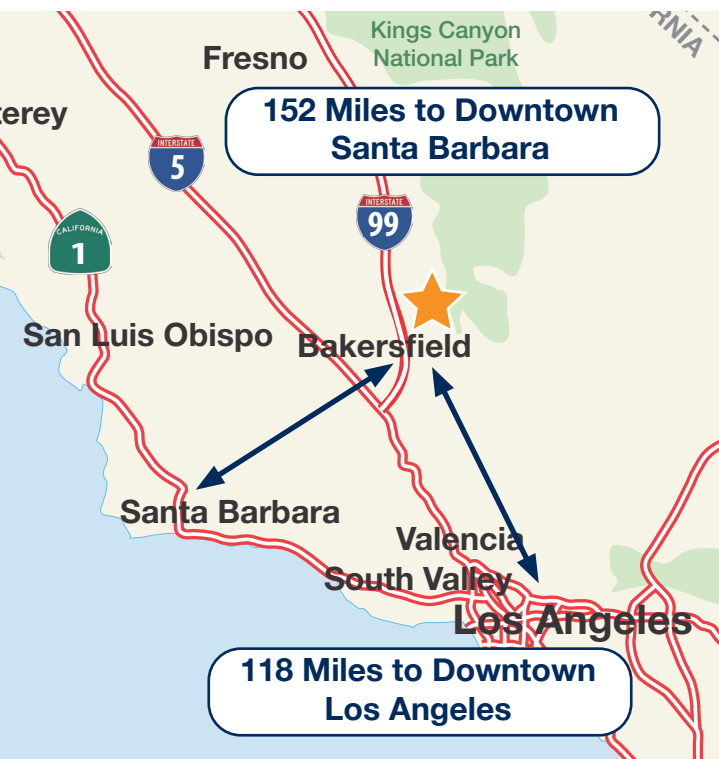 Kings Canyon
National Park
Fresno
152 Miles to Downtown
Santa Barbara
terey
INTERSTATE
5
INTERSTATE
99
CALIFORNIA
1
San Luis Obispo
Bakersfield
Santa Barbara
Valencia
South Valley
Los Angeles
118 Miles to Downtown
Los Angeles
RNIA